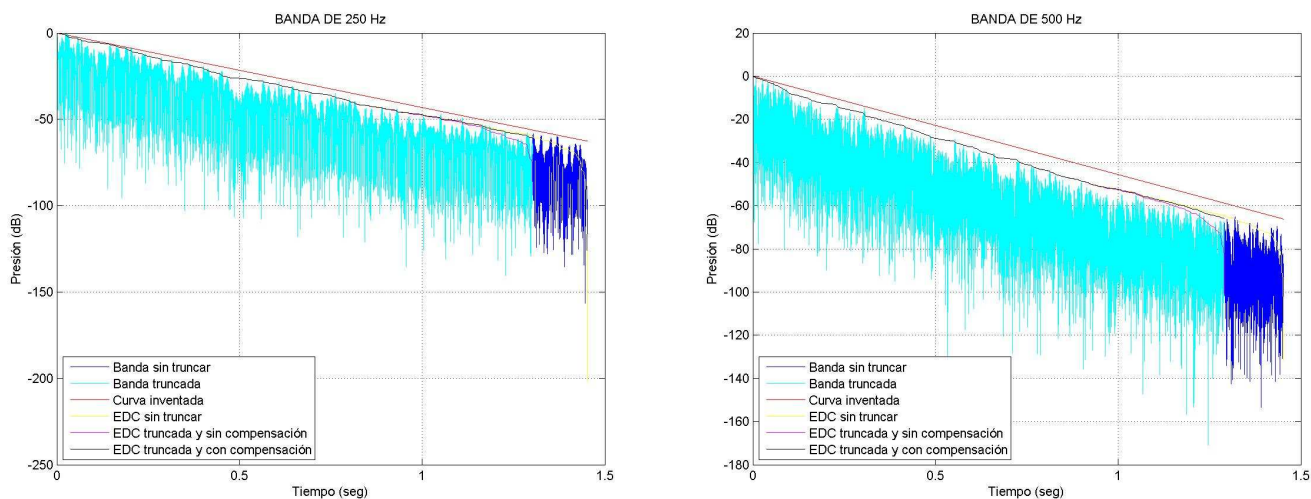 BANDA DE 250 Hz
0
-50
-100
-150
-200
-250
Presión (dB)
0
0.5
1
1.5
Tiempo (seg)
Banda sin truncar
Banda truncada
Curva inventada
EDC sin truncar
EDC truncada y sin compensación
EDC truncada y con compensación
BANDA DE 500 Hz
20
0
-20
-40
-60
-80
-100
-120
-140
-160
-180
Presión (dB)
0
0.5
1
1.5
Tiempo (seg)
Banda sin truncar
Banda truncada
Curva inventada
EDC sin truncar
EDC truncada y sin compensación
EDC truncada y con compensación